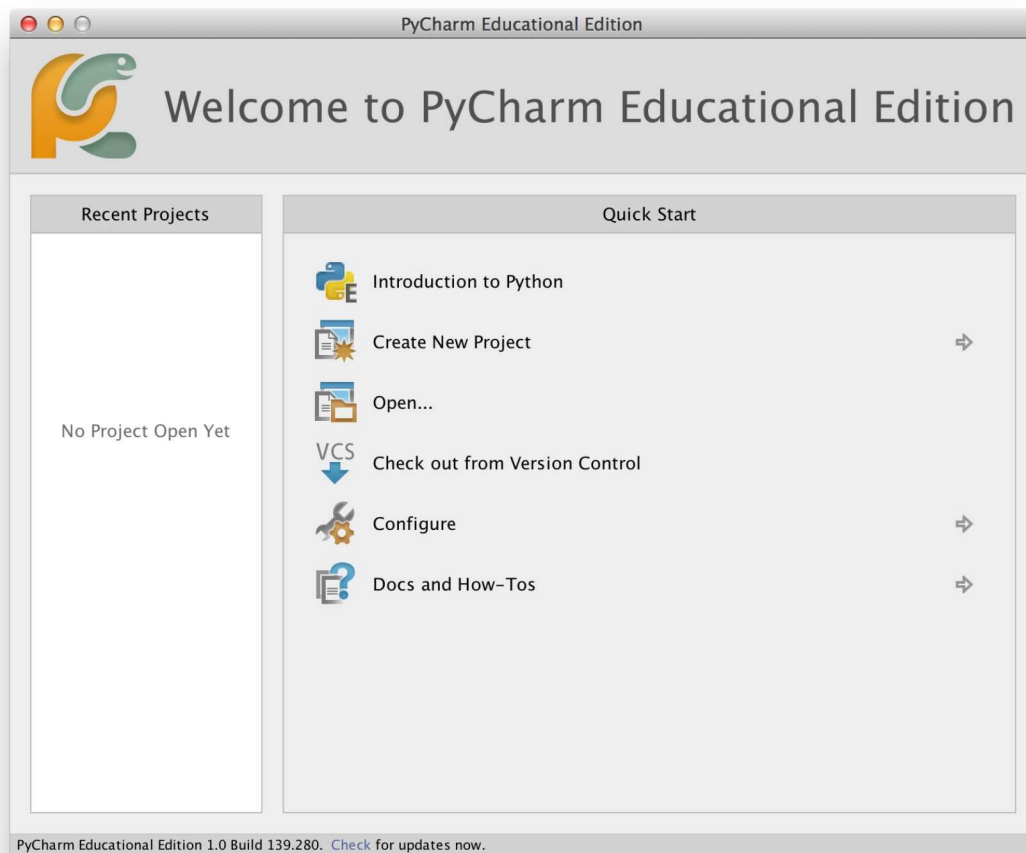 PyCharm Educational Edition
Welcome to PyCharm Educational Edition
Recent Projects
No Project Open Yet
Quick Start
Introduction to Python
Create New Project
Open...
VCS
Check out from Version Control
Configure
Docs and How-Tos
PyCharm Educational Edition 1.0 Build 139.280. Check for updates now.